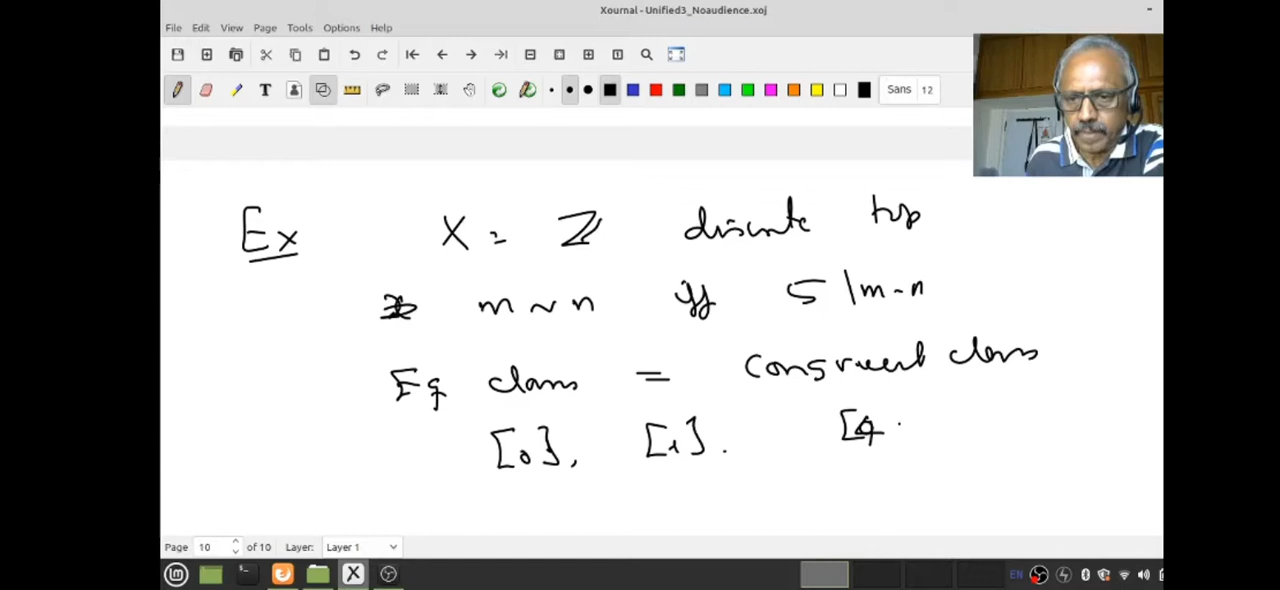 Xournal - Unified3_Noaudience.xoj
File Edit View Page Tools Options Help
Sans 12
Ex X = ℤ discrete top
m ~ n iff 5 | m - n
Eq class = congruent class
[0], [1]. [4.
Page 10 of 10 Layer: Layer 1
EN